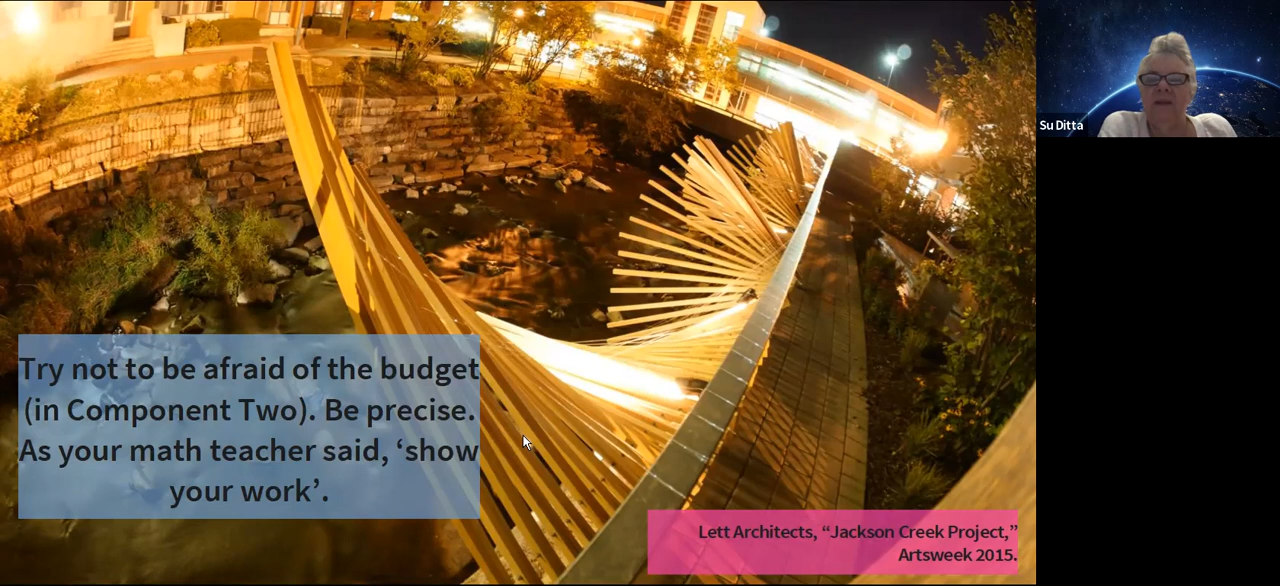 Su Ditta
Try not to be afraid of the budget
(in Component Two). Be precise.
As your math teacher said, ‘show
your work’.
Lett Architects, “Jackson Creek Project,”
Artsweek 2015.